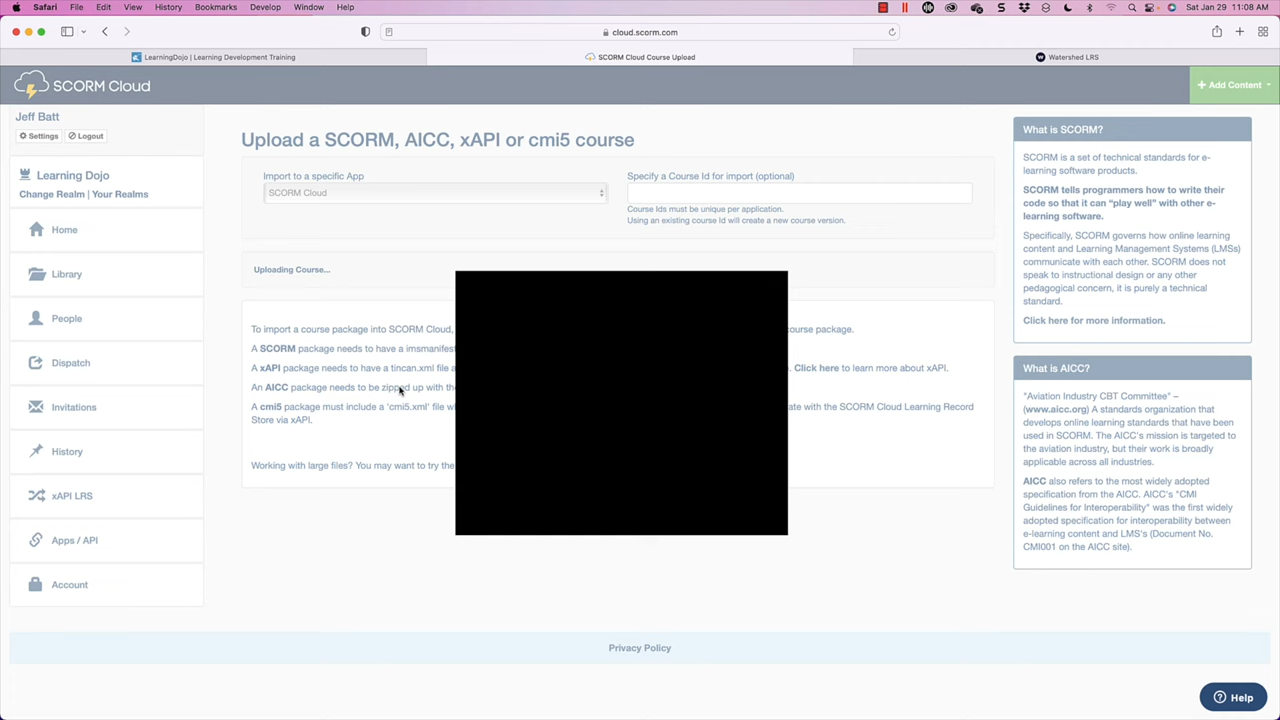 Safari File Edit View History Bookmarks Develop Window Help Sat Jan 29 11:08 AM
cloud.scorm.com
LearningDojo | Learning Development Training
SCORM Cloud Course Upload
Watershed LRS
SCORM Cloud
Add Content
Jeff Batt
Settings Logout
Learning Dojo
Change Realm | Your Realms
Home
Library
People
Dispatch
Invitations
History
xAPI LRS
Apps / API
Account
Upload a SCORM, AICC, xAPI or cmi5 course
Import to a specific App
SCORM Cloud
Specify a Course Id for import (optional)
Course Ids must be unique per application.
Using an existing course Id will create a new course version.
Uploading Course...
To import a course package into SCORM Cloud, course package.
A SCORM package needs to have a imsmanifest
A xAPI package needs to have a tincan.xml file a . Click here to learn more about xAPI.
An AICC package needs to be zipped up with the
A cmi5 package must include a 'cmi5.xml' file w ate with the SCORM Cloud Learning Record
Store via xAPI.
Working with large files? You may want to try the
What is SCORM?
SCORM is a set of technical standards for e-
learning software products.
SCORM tells programmers how to write their
code so that it can "play well" with other e-
learning software.
Specifically, SCORM governs how online learning
content and Learning Management Systems (LMSs)
communicate with each other. SCORM does not
speak to instructional design or any other
pedagogical concern, it is purely a technical
standard.
Click here for more information.
What is AICC?
"Aviation Industry CBT Committee" –
(www.aicc.org) A standards organization that
develops online learning standards that have been
used in SCORM. The AICC's mission is targeted to
the aviation industry, but their work is broadly
applicable across all industries.
AICC also refers to the most widely adopted
specification from the AICC. AICC's "CMI
Guidelines for Interoperability" was the first widely
adopted specification for interoperability between
e-learning content and LMS's (Document No.
CMI001 on the AICC site).
Privacy Policy
Help